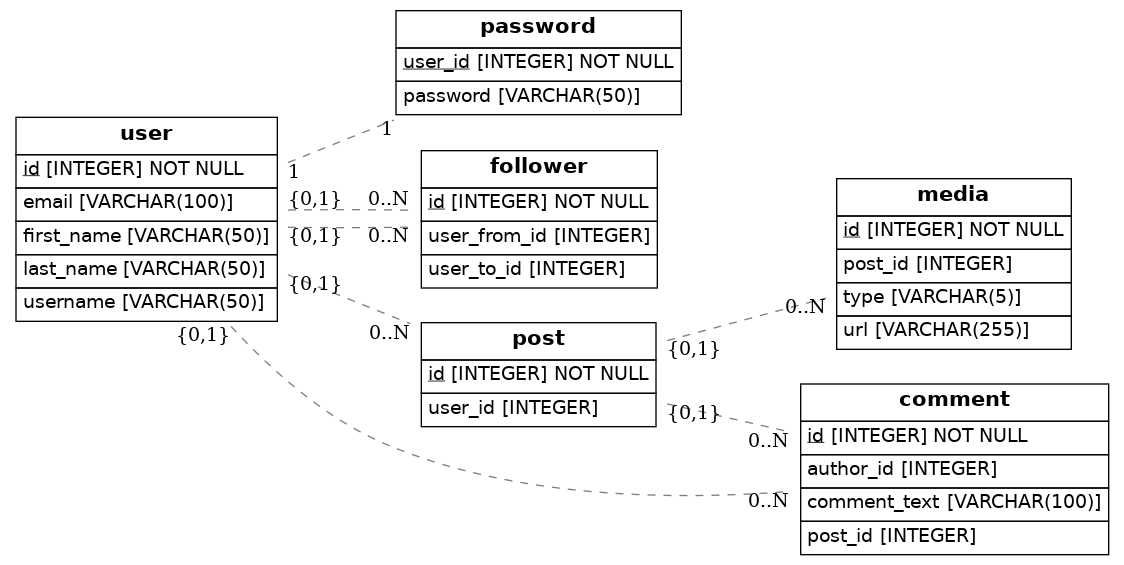 password
user_id [INTEGER] NOT NULL
password [VARCHAR(50)]
user
id [INTEGER] NOT NULL
email [VARCHAR(100)]
first_name [VARCHAR(50)]
last_name [VARCHAR(50)]
username [VARCHAR(50)]
1
1
{0,1}
0..N
{0,1}
0..N
{0,1}
0..N
{0,1}
0..N
follower
id [INTEGER] NOT NULL
user_from_id [INTEGER]
user_to_id [INTEGER]
post
id [INTEGER] NOT NULL
user_id [INTEGER]
{0,1}
0..N
{0,1}
0..N
media
id [INTEGER] NOT NULL
post_id [INTEGER]
type [VARCHAR(5)]
url [VARCHAR(255)]
comment
id [INTEGER] NOT NULL
author_id [INTEGER]
comment_text [VARCHAR(100)]
post_id [INTEGER]